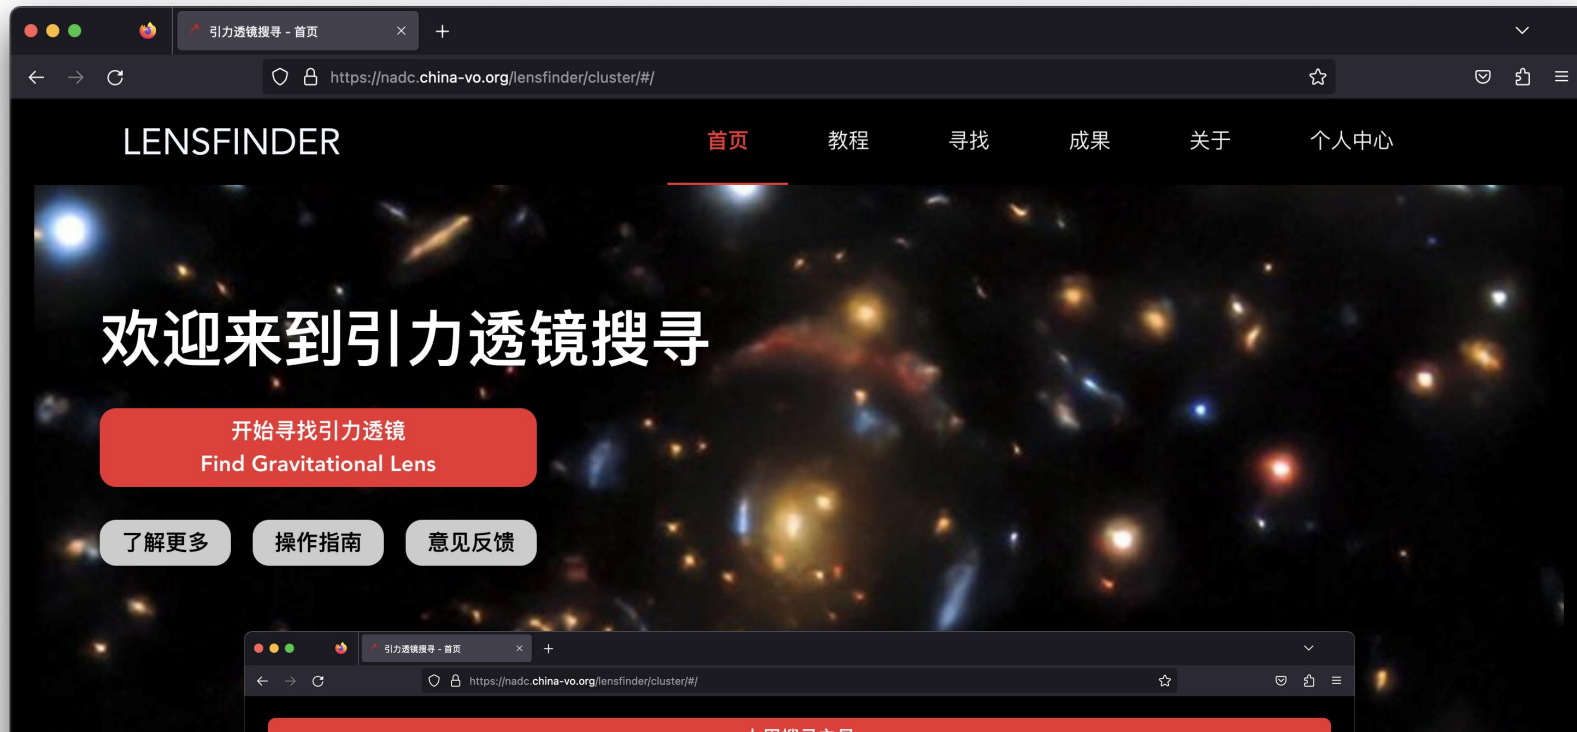 引力透镜搜寻 - 首页
https://nadc.china-vo.org/lensfinder/cluster/#/
LENSFINDER
首页
教程
寻找
成果
关于
个人中心
欢迎来到引力透镜搜寻
开始寻找引力透镜
Find Gravitational Lens
了解更多
操作指南
意见反馈
引力透镜搜寻 - 首页
https://nadc.china-vo.org/lensfinder/cluster/#/